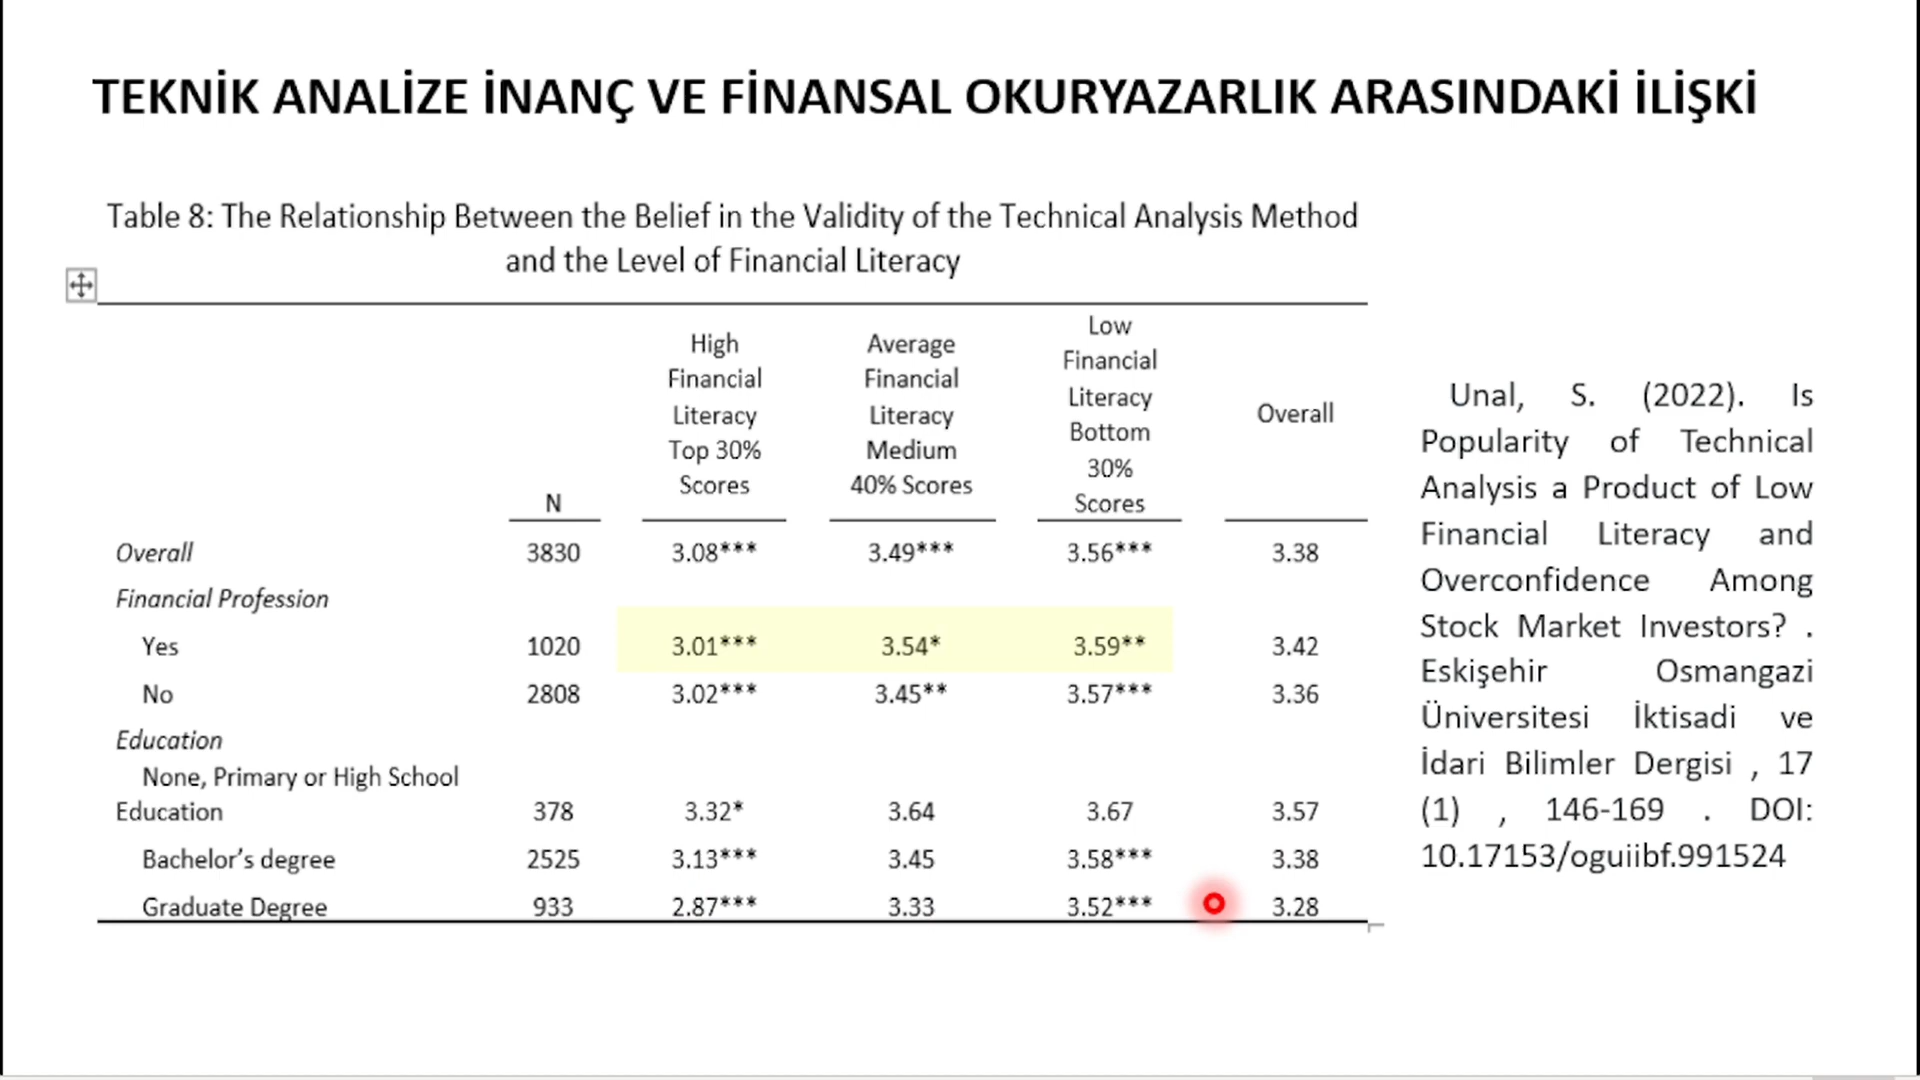 TEKNİK ANALİZE İNANÇ VE FİNANSAL OKURYAZARLIK ARASINDAKİ İLİŞKİ
Table 8: The Relationship Between the Belief in the Validity of the Technical Analysis Method
and the Level of Financial Literacy
N
High
Financial
Literacy
Top 30%
Scores
Average
Financial
Literacy
Medium
40% Scores
Low
Financial
Literacy
Bottom
30%
Scores
Overall
Overall 3830 3.08*** 3.49*** 3.56*** 3.38
Financial Profession
Yes 1020 3.01*** 3.54* 3.59** 3.42
No 2808 3.02*** 3.45** 3.57*** 3.36
Education
None, Primary or High School
Education 378 3.32* 3.64 3.67 3.57
Bachelor’s degree 2525 3.13*** 3.45 3.58*** 3.38
Graduate Degree 933 2.87*** 3.33 3.52*** 3.28
Unal, S. (2022). Is
Popularity of Technical
Analysis a Product of Low
Financial Literacy and
Overconfidence Among
Stock Market Investors? .
Eskişehir Osmangazi
Üniversitesi İktisadi ve
İdari Bilimler Dergisi , 17
(1) , 146-169 . DOI:
10.17153/oguiibf.991524